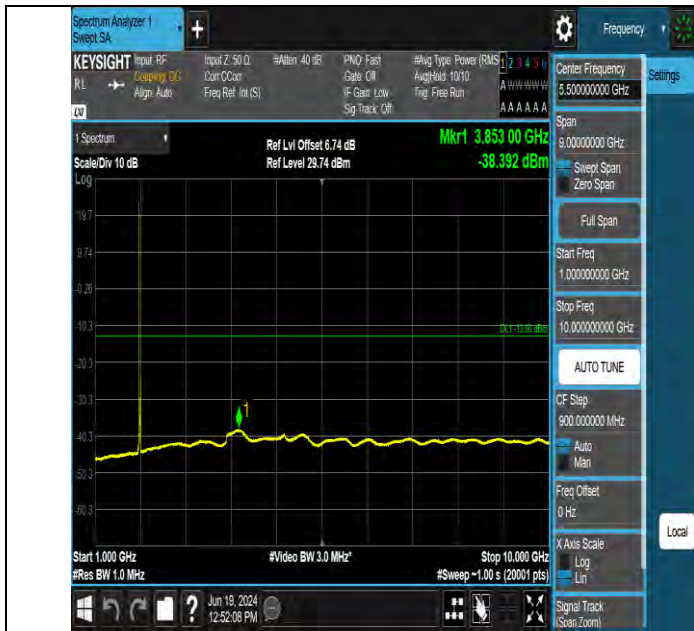 Spectrum Analyzer 1
Swept SA
+
Frequency
KEYSIGHT
RL
Input: RF
Coupling: DC
Align: Auto
Input Z: 50 Ω
Corr CCorr
Freq Ref: Int (S)
#Atten: 40 dB
PNO: Fast
Gate: Off
IF Gain: Low
Sig Track: Off
#Avg Type: Power (RMS
Avg|Hold: 10/10
Trig: Free Run
1 2 3 4 5 6
A W W W W W
A A A A A A
1 Spectrum
Scale/Div 10 dB
Log
Ref Lvl Offset 6.74 dB
Ref Level 29.74 dBm
Mkr1 3.853 00 GHz
-38.392 dBm
19.7
9.74
-0.26
-10.3
-20.3
-30.3
-40.3
-50.3
-60.3
DL1 -13.00 dBm
1
Start 1.000 GHz
#Res BW 1.0 MHz
#Video BW 3.0 MHz*
Stop 10.000 GHz
#Sweep ~1.00 s (20001 pts)
?
Jun 19, 2024
12:52:08 PM
Center Frequency
5.500000000 GHz
Settings
Span
9.00000000 GHz
Swept Span
Zero Span
Full Span
Start Freq
1.000000000 GHz
Stop Freq
10.000000000 GHz
AUTO TUNE
CF Step
900.000000 MHz
Auto
Man
Freq Offset
0 Hz
X Axis Scale
Log
Lin
Local
Signal Track
(Span Zoom)